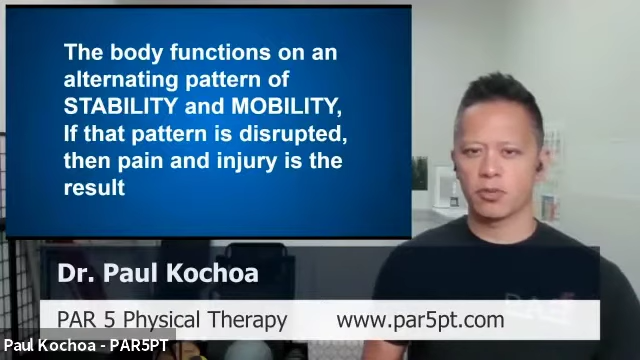 The body functions on an
alternating pattern of
STABILITY and MOBILITY,
If that pattern is disrupted,
then pain and injury is the
result
Dr. Paul Kochoa
PAR 5 Physical Therapy www.par5pt.com
Paul Kochoa - PAR5PT